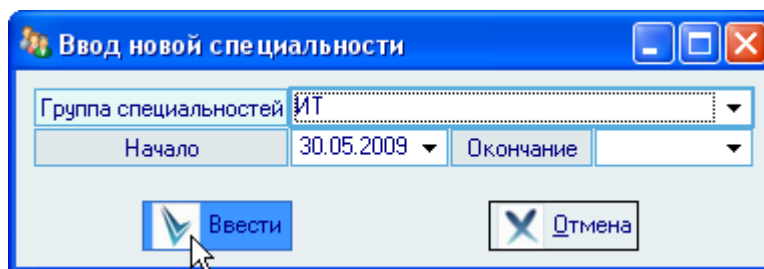 Ввод новой специальности
Группа специальностей ИТ
Начало 30.05.2009 Окончание
Ввести Отмена